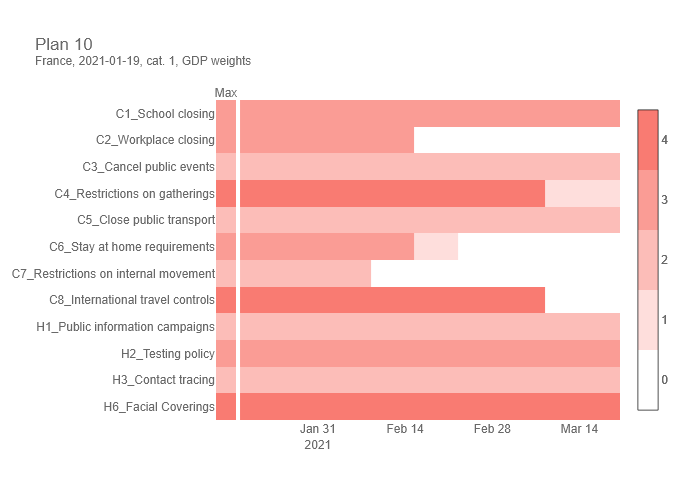 Plan 10
France, 2021-01-19, cat. 1, GDP weights
Max
C1_School closing
C2_Workplace closing
C3_Cancel public events
C4_Restrictions on gatherings
C5_Close public transport
C6_Stay at home requirements
C7_Restrictions on internal movement
C8_International travel controls
H1_Public information campaigns
H2_Testing policy
H3_Contact tracing
H6_Facial Coverings
Jan 31 Feb 14 Feb 28 Mar 14
2021
4
3
2
1
0